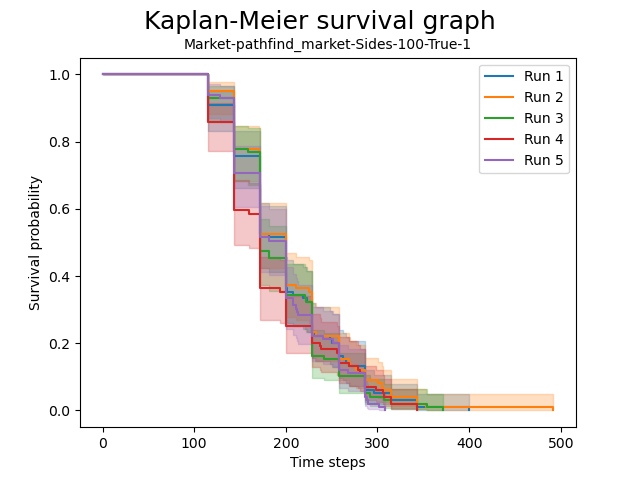 Kaplan-Meier survival graph
Market-pathfind_market-Sides-100-True-1
Survival probability
1.0
0.8
0.6
0.4
0.2
0.0
0 100 200 300 400 500
Time steps
Run 1
Run 2
Run 3
Run 4
Run 5